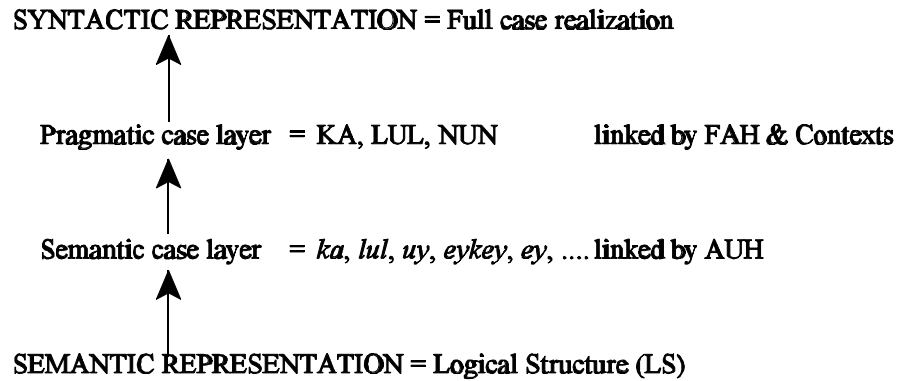 SYNTACTIC REPRESENTATION = Full case realization
Pragmatic case layer = KA, LUL, NUN linked by FAH & Contexts
Semantic case layer = ka, lul, uy, eykey, ey, .... linked by AUH
SEMANTIC REPRESENTATION = Logical Structure (LS)